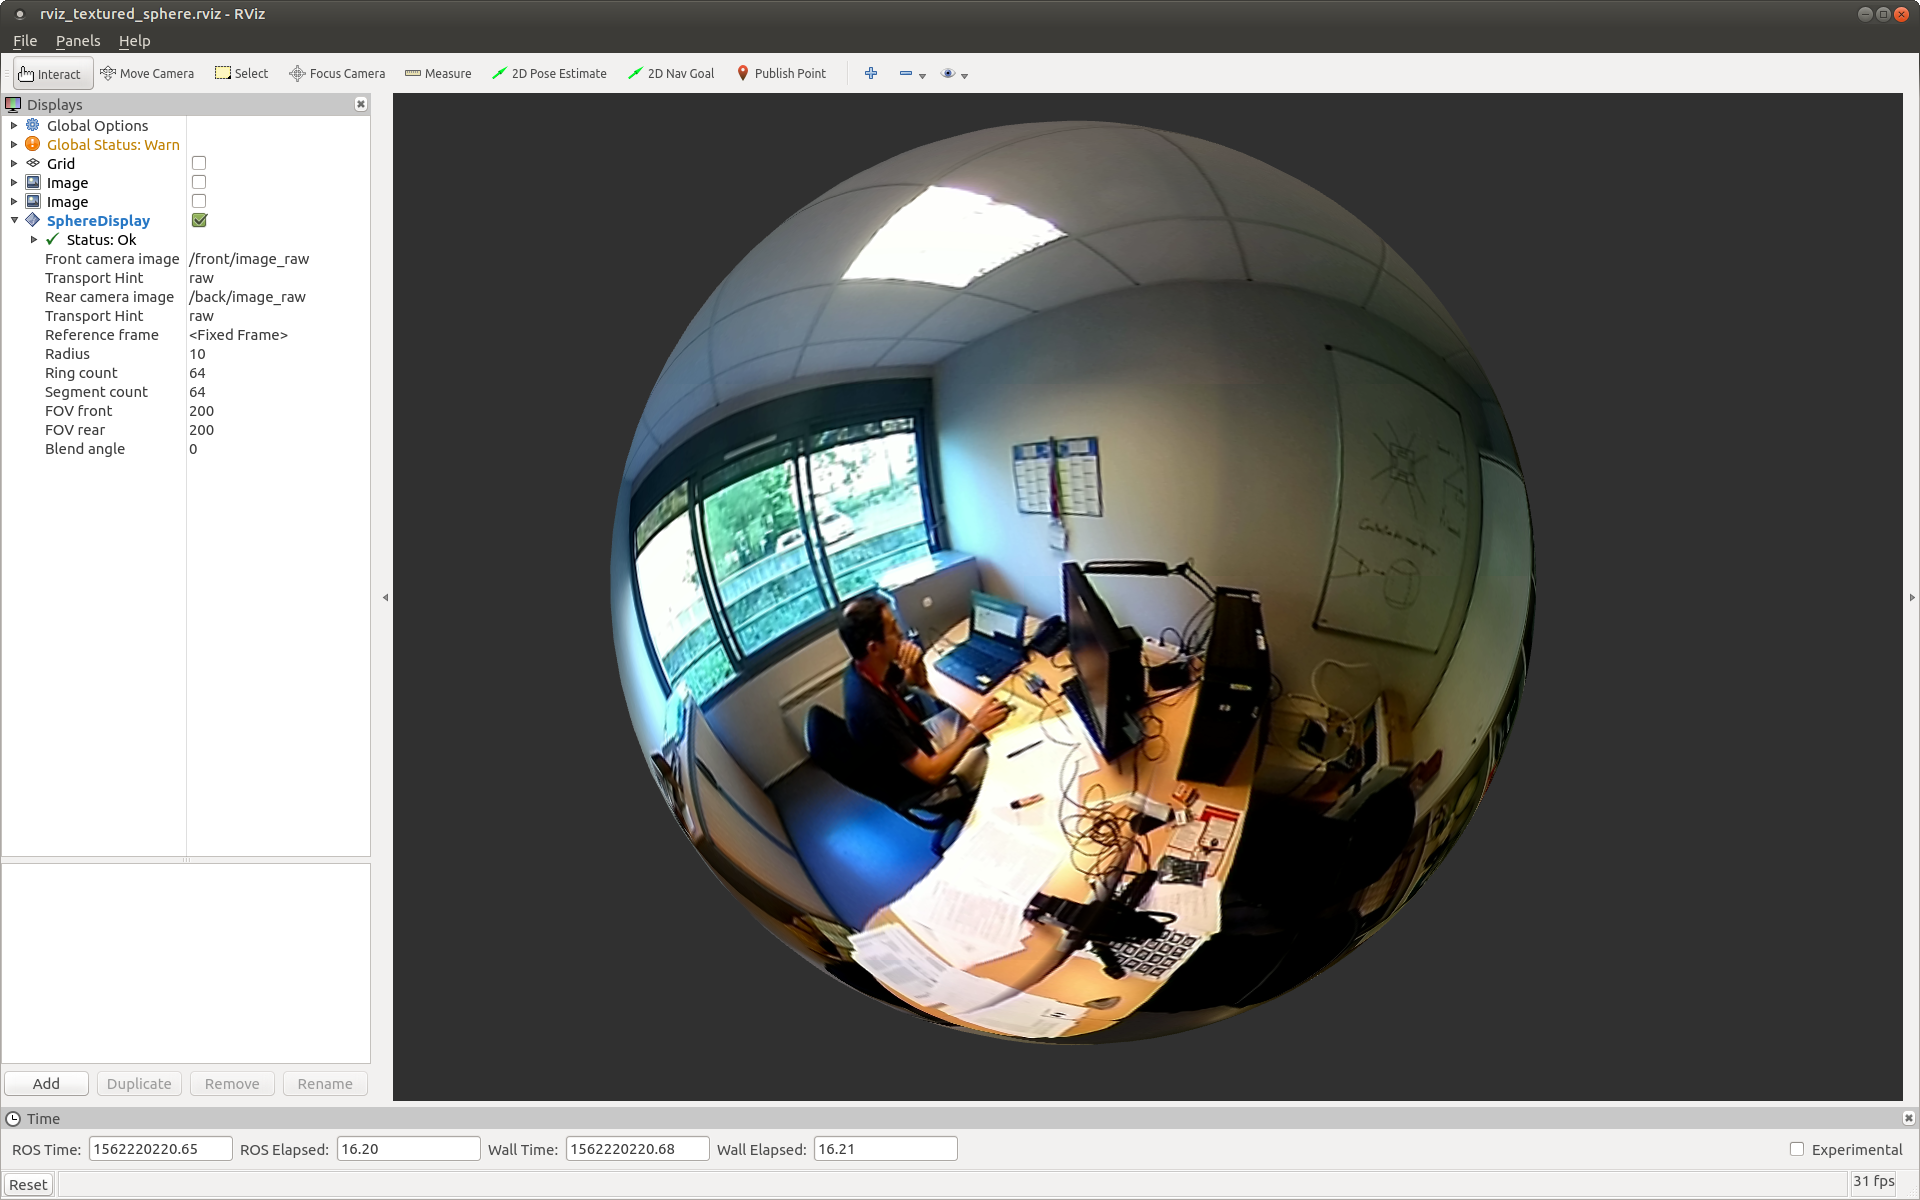 rviz_textured_sphere.rviz - RViz
File Panels Help
Interact Move Camera Select Focus Camera Measure 2D Pose Estimate 2D Nav Goal Publish Point
Displays
Global Options
Global Status: Warn
Grid
Image
Image
SphereDisplay
Status: Ok
Front camera image /front/image_raw
Transport Hint raw
Rear camera image /back/image_raw
Transport Hint raw
Reference frame <Fixed Frame>
Radius 10
Ring count 64
Segment count 64
FOV front 200
FOV rear 200
Blend angle 0
Add Duplicate Remove Rename
Time
ROS Time: 1562220220.65 ROS Elapsed: 16.20 Wall Time: 1562220220.68 Wall Elapsed: 16.21 Experimental
Reset 31 fps